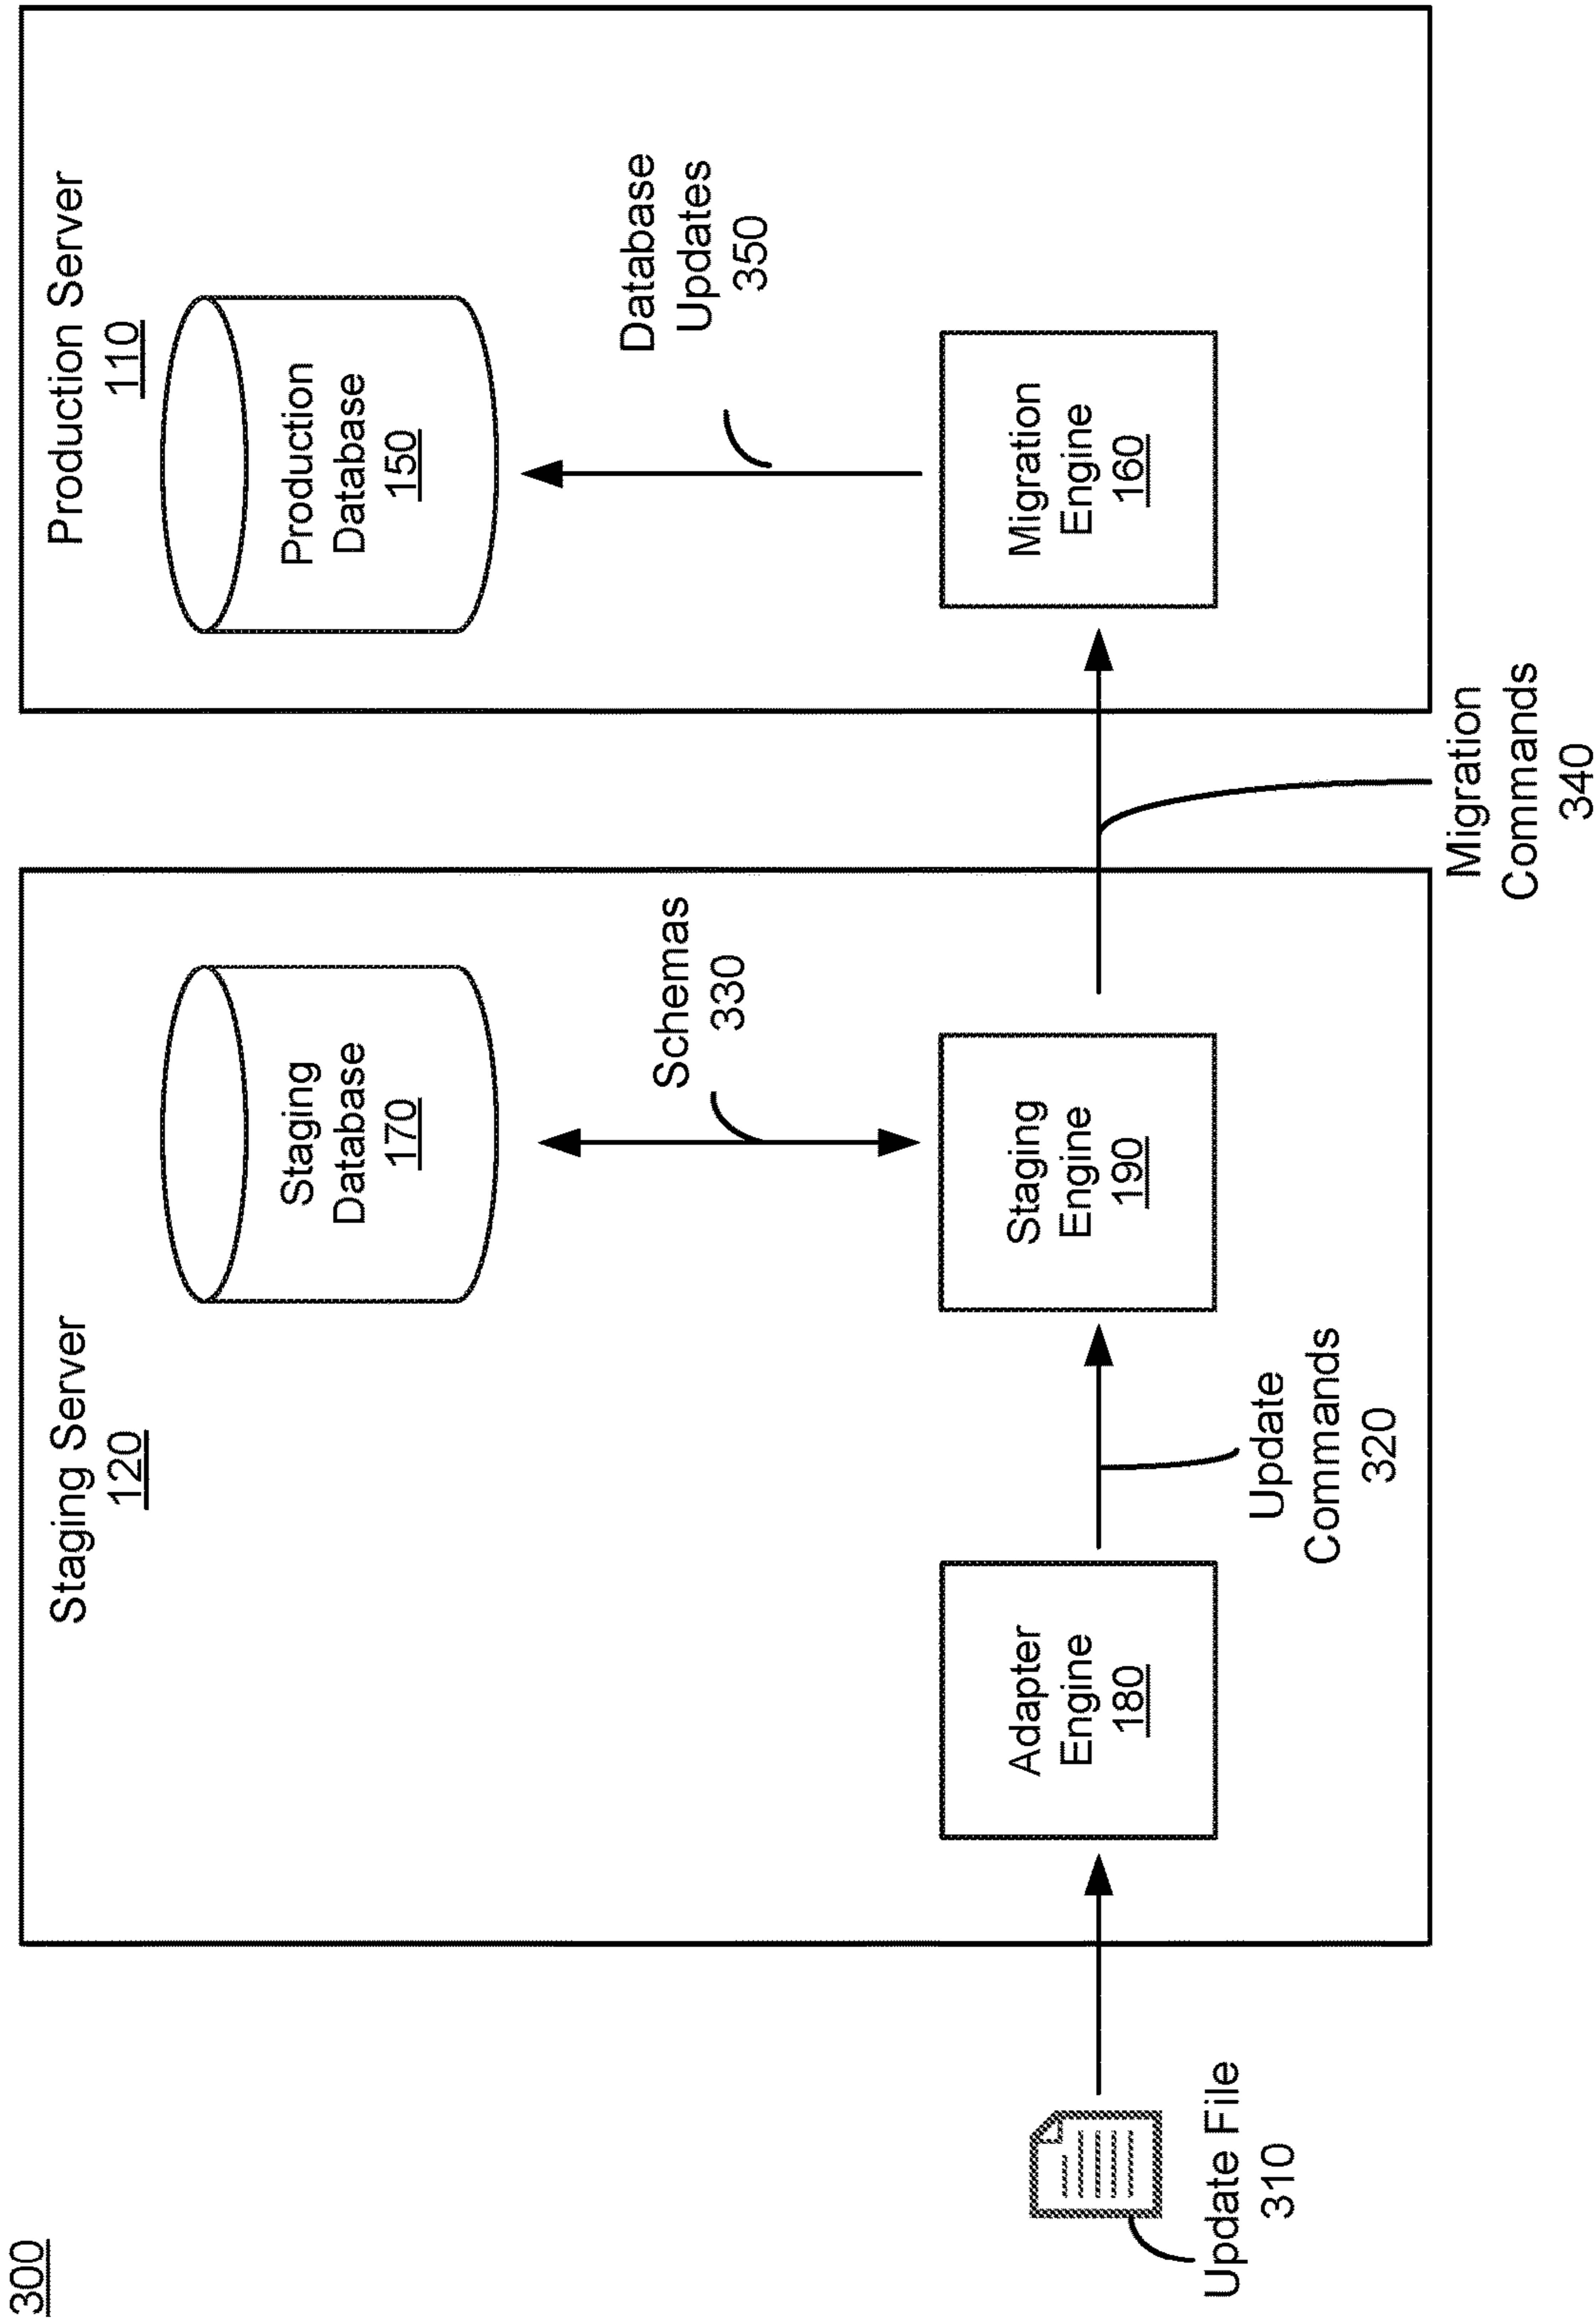 300
Staging Server
120
Staging
Database
170
Schemas
330
Adapter
Engine
180
Staging
Engine
190
Update
Commands
320
Update File
310
Production Server
110
Production
Database
150
Database
Updates
350
Migration
Engine
160
Migration
Commands
340